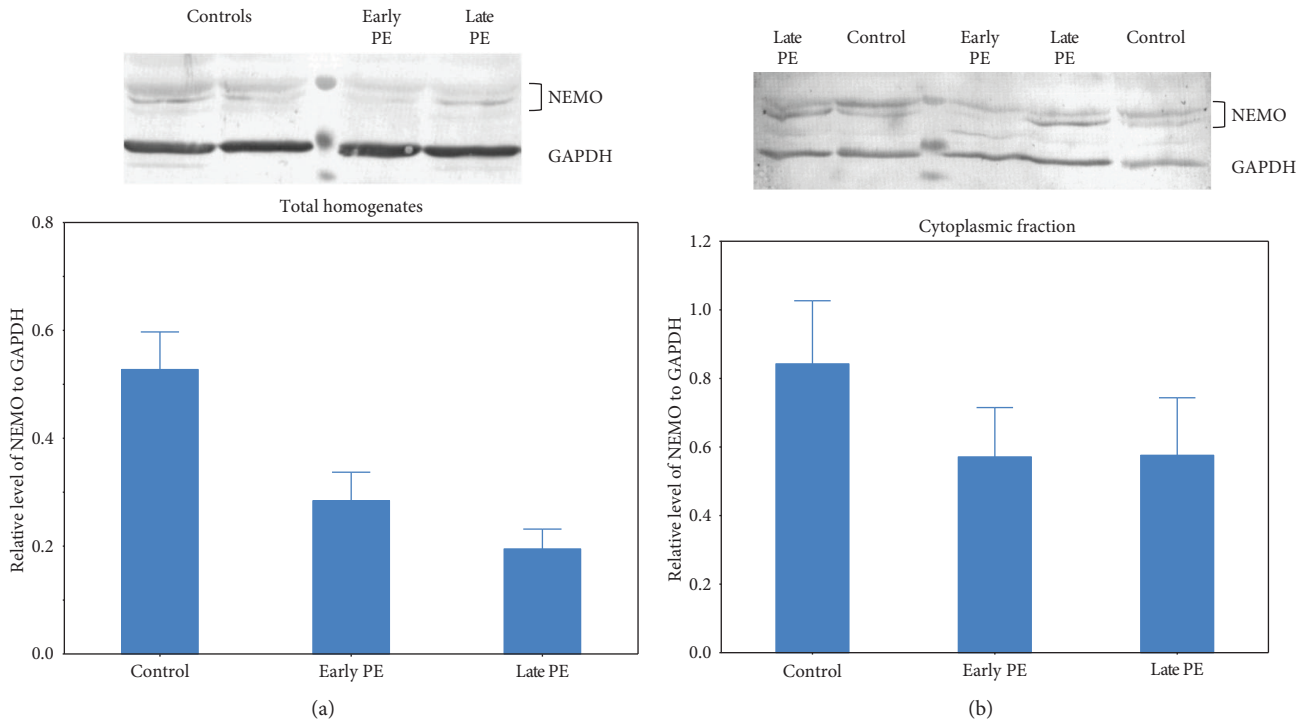 Controls
Early
PE
Late
PE
NEMO
GAPDH
Total homogenates
0.8
0.6
0.4
0.2
0.0
Relative level of NEMO to GAPDH
Control
Early PE
Late PE
(a)
Late
PE
Control
Early
PE
Late
PE
Control
NEMO
GAPDH
Cytoplasmic fraction
1.2
1.0
0.8
0.6
0.4
0.2
0.0
Relative level of NEMO to GAPDH
Control
Early PE
Late PE
(b)